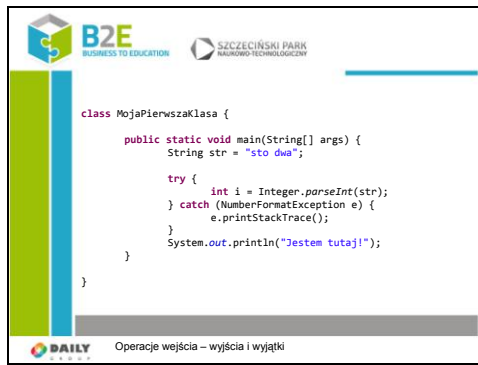 B2E
BUSINESS TO EDUCATION
SZCZECIŃSKI PARK
NAUKOWO-TECHNOLOGICZNY
class MojaPierwszaKlasa {
public static void main(String[] args) {
String str = "sto dwa";
try {
int i = Integer.parseInt(str);
} catch (NumberFormatException e) {
e.printStackTrace();
}
System.out.println("Jestem tutaj!");
}
}
DAILY
GROUP
Operacje wejścia – wyjścia i wyjątki